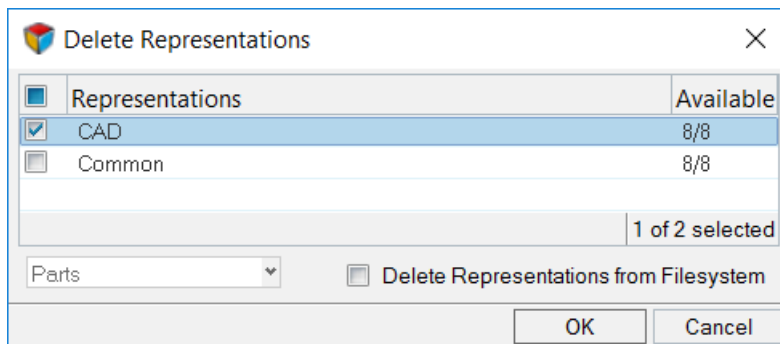 Delete Representations
Representations Available
CAD 8/8
Common 8/8
1 of 2 selected
Parts Delete Representations from Filesystem
OK Cancel